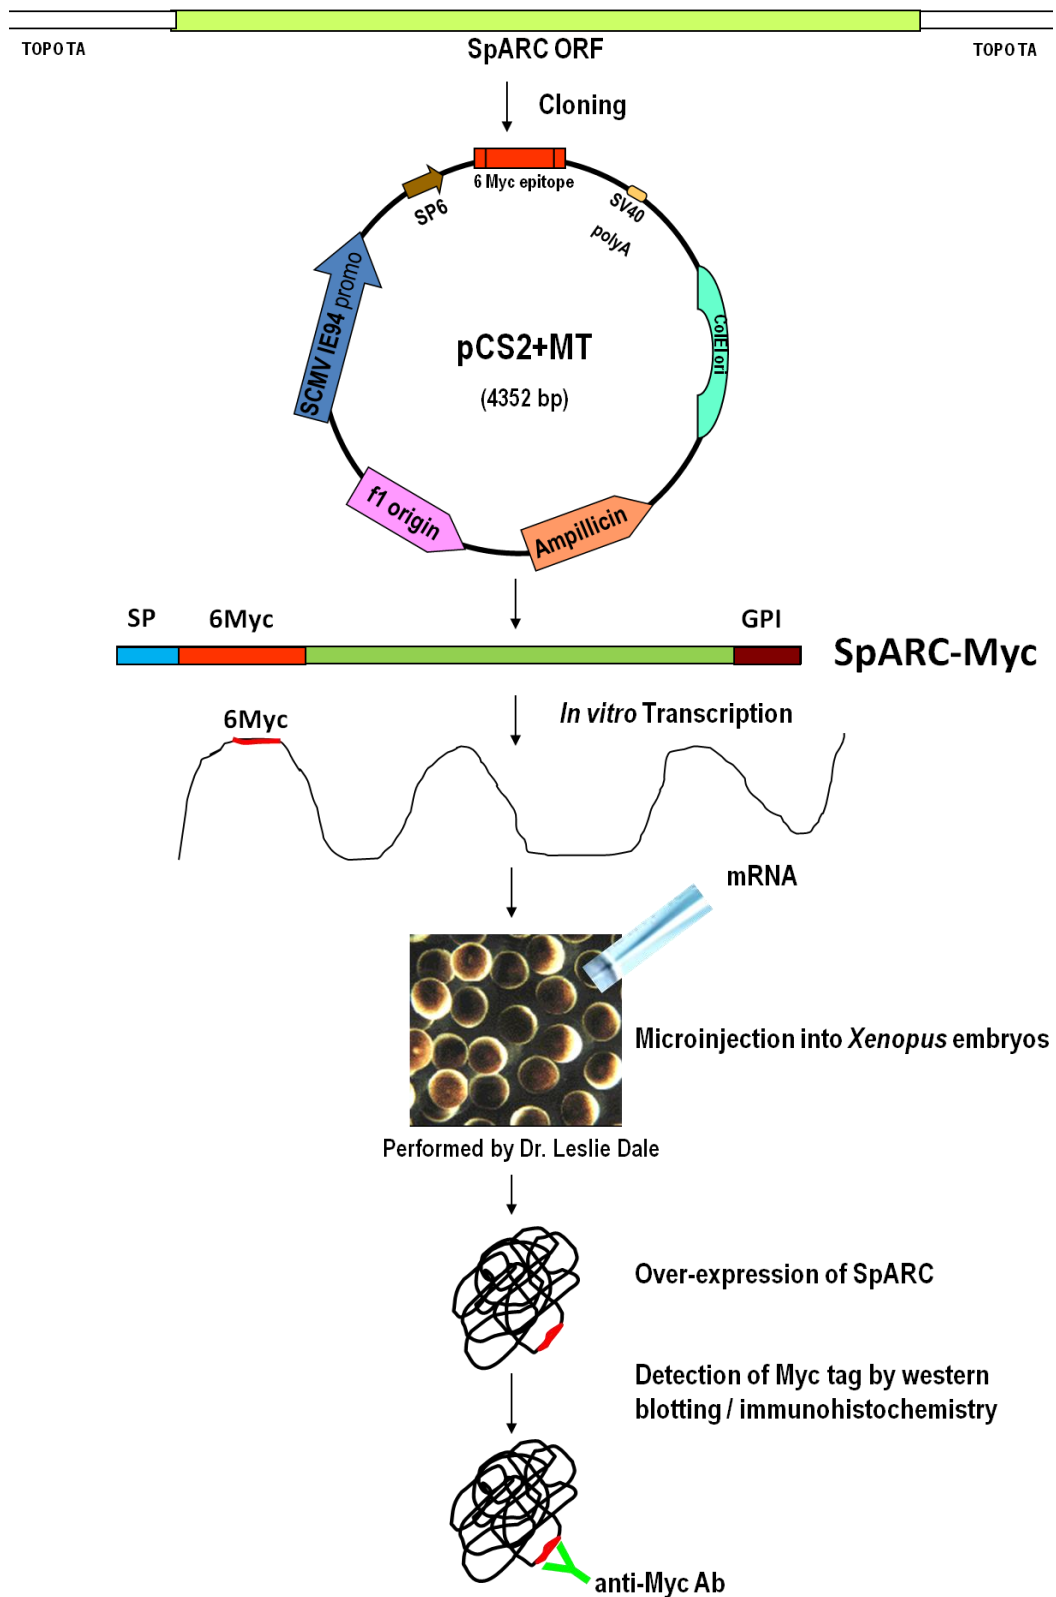 TOPO TA
SpARC ORF
TOPO TA
Cloning
6 Myc epitope
SP6
SV40
polyA
SCMV IE94 promo
ColEI ori
pCS2+MT
(4352 bp)
f1 origin
Ampillicin
SP
6Myc
GPI
SpARC-Myc
In vitro Transcription
6Myc
mRNA
Microinjection into Xenopus embryos
Performed by Dr. Leslie Dale
Over-expression of SpARC
Detection of Myc tag by western
blotting / immunohistochemistry
anti-Myc Ab